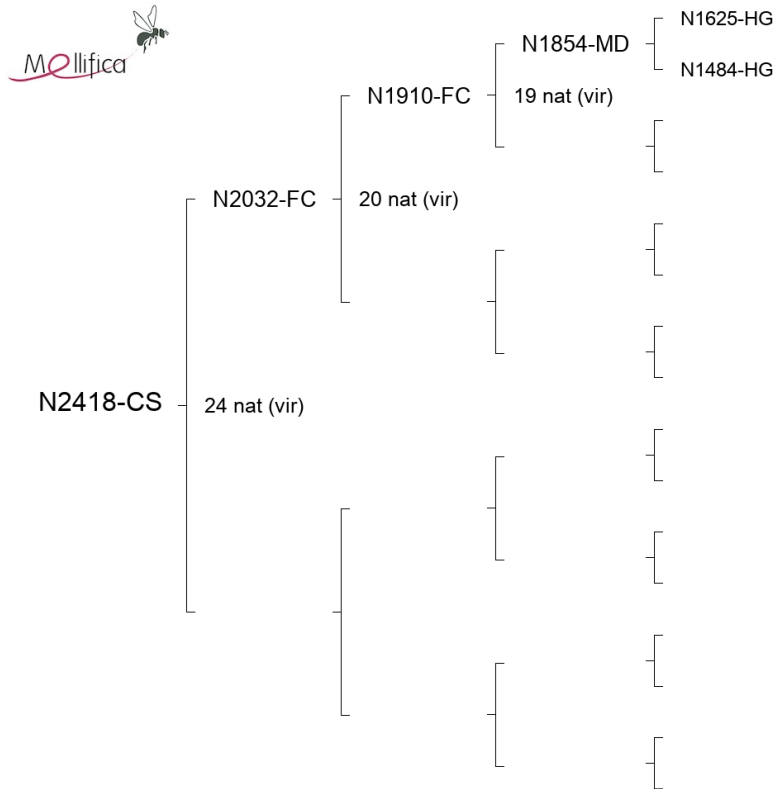 Mellifica
N1625-HG
N1854-MD
N1484-HG
N1910-FC
19 nat (vir)
N2032-FC
20 nat (vir)
N2418-CS
24 nat (vir)